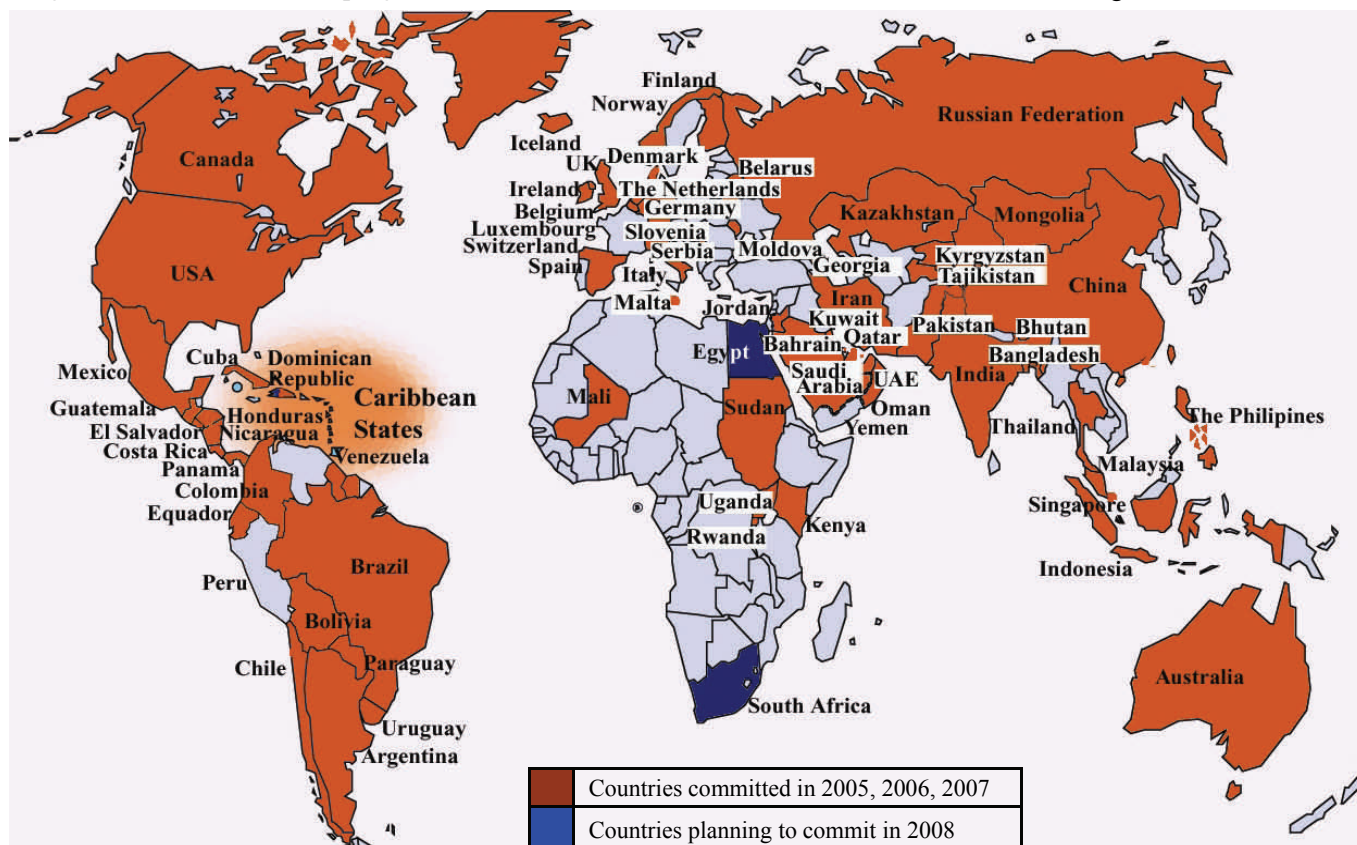 Finland
Norway
Russian Federation
Iceland
Canada
UK
Denmark
Belarus
Ireland
The Netherlands
Belgium
Germany
Kazakhstan
Mongolia
Luxembourg
Slovenia
Switzerland
Serbia
Moldova
Kyrgyzstan
USA
Spain
Italy
Georgia
Tajikistan
China
Malta
Jordan
Iran
Kuwait
Pakistan
Bhutan
Cuba
Dominican
Republic
Egypt
Bahrain
Qatar
Bangladesh
Mexico
Mali
Saudi
Arabia
UAE
India
Caribbean
States
Guatemala
Honduras
Sudan
Oman
The Philipines
El Salvador
Nicaragua
Yemen
Thailand
Costa Rica
Venezuela
Panama
Malaysia
Colombia
Uganda
Singapore
Equador
Kenya
Rwanda
Brazil
Indonesia
Peru
Bolivia
Chile
Paraguay
Australia
South Africa
Uruguay
Argentina
Countries committed in 2005, 2006, 2007
Countries planning to commit in 2008